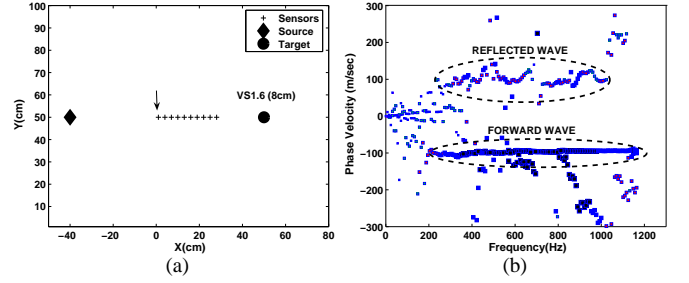 100
90
80
70
60
50
40
30
20
10
Y(cm)
−40
−20
0
20
40
60
80
X(cm)
Sensors
Source
Target
VS1.6 (8cm)
(a)
300
200
100
0
−100
−200
−300
Phase Velocity (m/sec)
0
200
400
600
800
1000
1200
Frequency(Hz)
REFLECTED WAVE
FORWARD WAVE
(b)